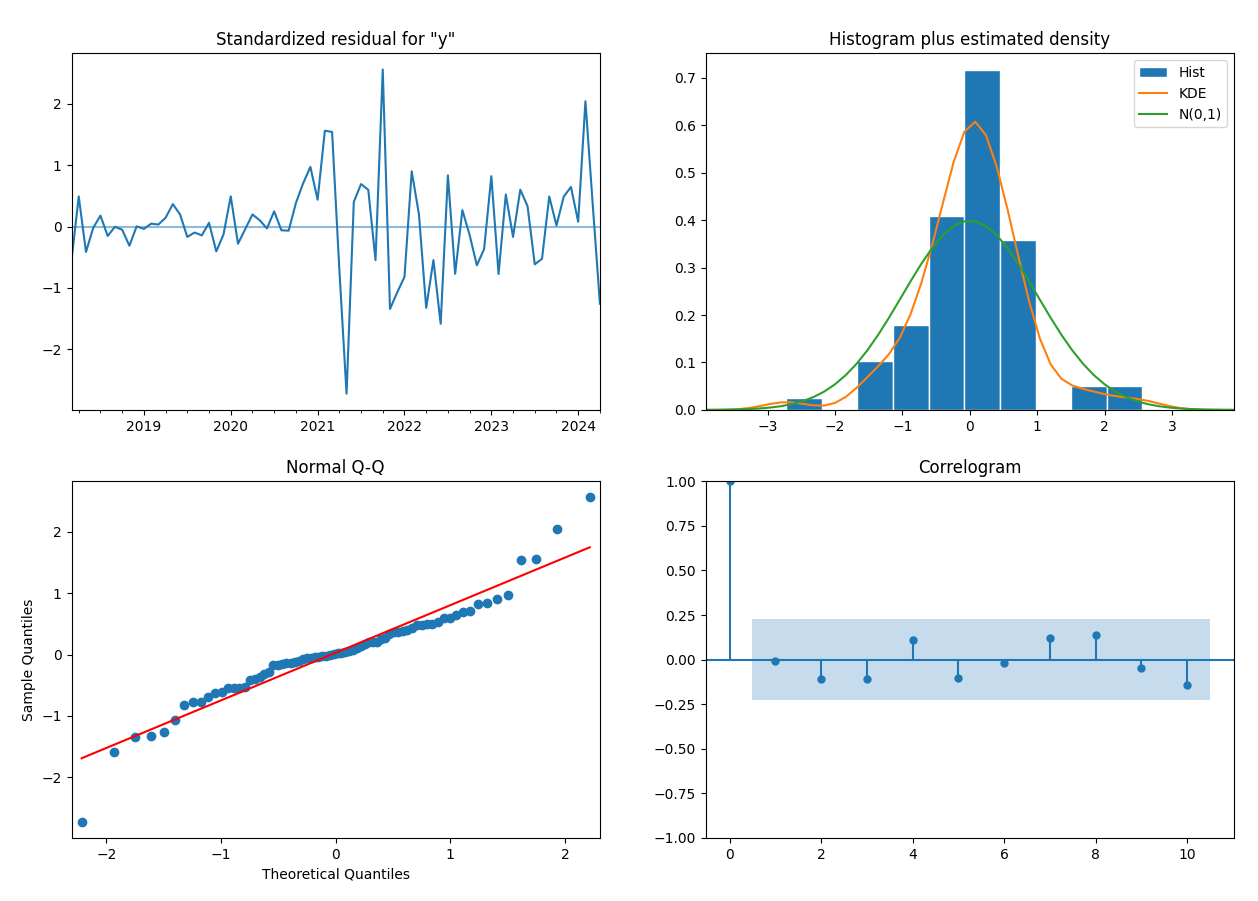 Standardized residual for "y"
2
1
0
−1
−2
2019 2020 2021 2022 2023 2024
Histogram plus estimated density
0.7
0.6
0.5
0.4
0.3
0.2
0.1
0.0
−3 −2 −1 0 1 2 3
Hist
KDE
N(0,1)
Normal Q-Q
Sample Quantiles
2
1
0
−1
−2
−2 −1 0 1 2
Theoretical Quantiles
Correlogram
1.00
0.75
0.50
0.25
0.00
−0.25
−0.50
−0.75
−1.00
0 2 4 6 8 10